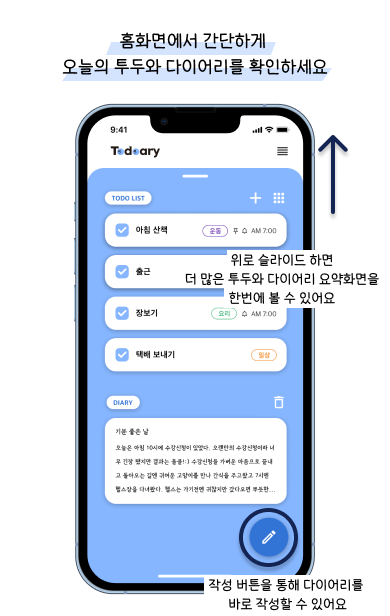 홈화면에서 간단하게
오늘의 투두와 다이어리를 확인하세요
9:41
Todoary
TODO LIST
아침 산책
운동
AM 7:00
출근
위로 슬라이드 하면
더 많은 투두와 다이어리 요약화면을
한번에 볼 수 있어요
장보기
요리
AM 7:00
택배 보내기
일상
DIARY
기분 좋은 날
오늘은 아침 10시에 수강신청이 있었다. 오랜만의 수강신청이라 너
무 긴장 됐지만 결과는 올클!:) 수강신청을 가벼운 마음으로 끝내
고 돌아오는 길엔 귀여운 고양이를 만나 간식을 주고왔고 7시엔
헬스장을 다녀왔다. 헬스는 가기전엔 귀찮지만 갔다오면 뿌듯한...
작성 버튼을 통해 다이어리를
바로 작성할 수 있어요